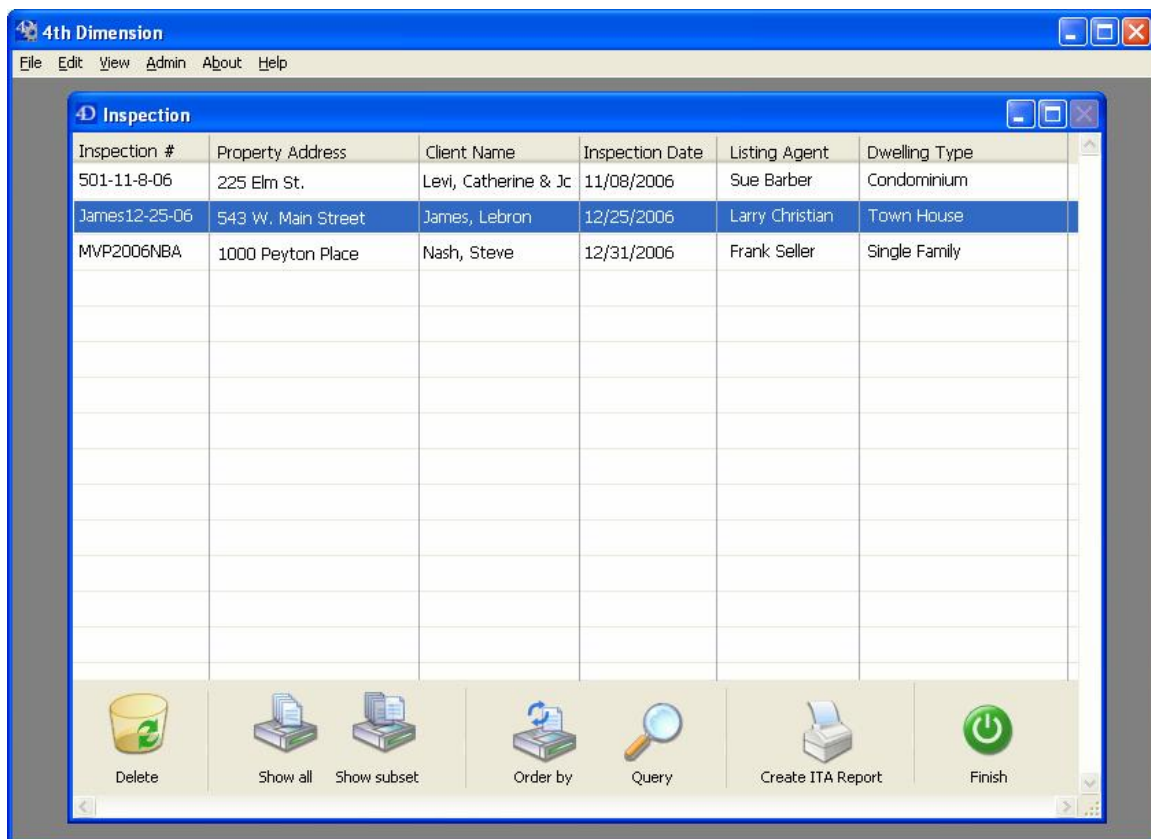 4th Dimension
File Edit View Admin About Help
4D Inspection
Inspection # Property Address Client Name Inspection Date Listing Agent Dwelling Type
501-11-8-06 225 Elm St. Levi, Catherine & Jc 11/08/2006 Sue Barber Condominium
James12-25-06 543 W. Main Street James, Lebron 12/25/2006 Larry Christian Town House
MVP2006NBA 1000 Peyton Place Nash, Steve 12/31/2006 Frank Seller Single Family
Delete Show all Show subset Order by Query Create ITA Report Finish